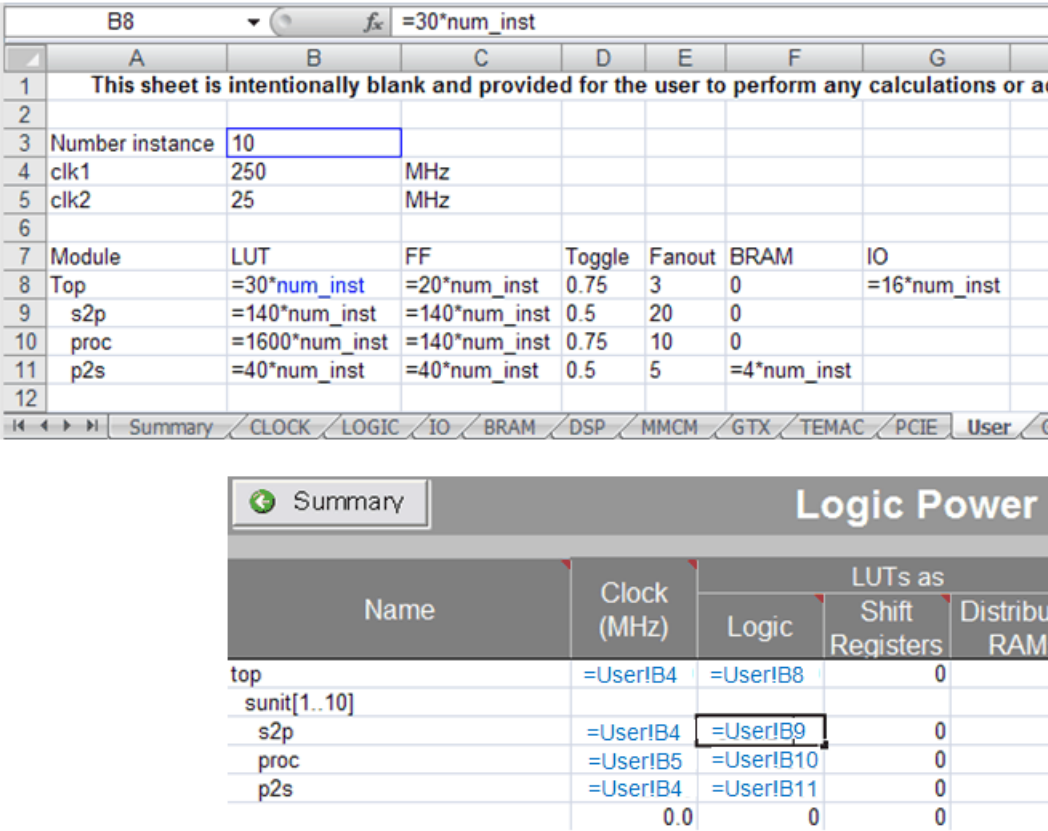 B8 fx =30*num_inst
A B C D E F G
1 This sheet is intentionally blank and provided for the user to perform any calculations or a
2
3 Number instance 10
4 clk1 250 MHz
5 clk2 25 MHz
6
7 Module LUT FF Toggle Fanout BRAM IO
8 Top =30*num_inst =20*num_inst 0.75 3 0 =16*num_inst
9 s2p =140*num_inst =140*num_inst 0.5 20 0
10 proc =1600*num_inst =140*num_inst 0.75 10 0
11 p2s =40*num_inst =40*num_inst 0.5 5 =4*num_inst
12
Summary CLOCK LOGIC IO BRAM DSP MMCM GTX TEMAC PCIE User
Summary Logic Power
LUTs as
Name Clock (MHz) Logic Shift Registers Distribu RAM
top =User!B4 =User!B8 0
sunit[1..10]
s2p =User!B4 =User!B9 0
proc =User!B5 =User!B10 0
p2s =User!B4 =User!B11 0
0.0 0 0